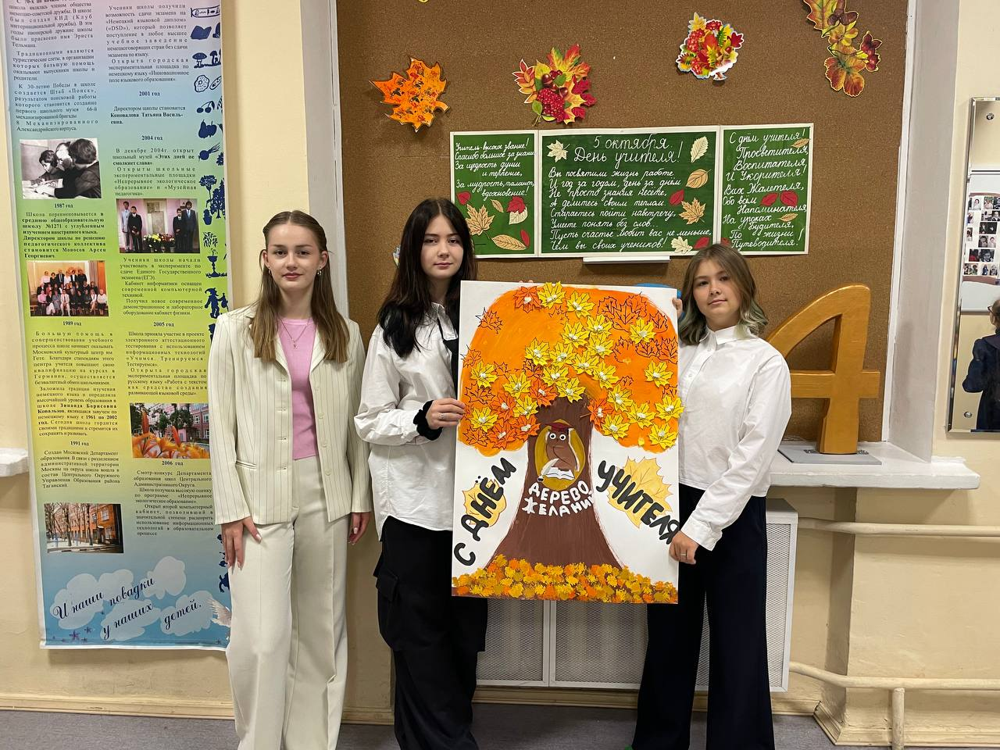 С 70-х
школа являлась членом общества
немецко-советской дружбы. В школе
был создан КИД (Клуб
интернациональной дружбы). В эти
годы пионерской дружине школы
было присвоено имя Эрнста
Тельмана.
Традиционными являются
туристические слеты, в организации
которых большую помощь
оказывают выпускники школы и
родители.
К 30-летию Победы в школе
создается Штаб «Поиск»,
результатом поисковой работы
которого становится создание
первого школьного музея 66-й
механизированной бригады
8 Механизированного
Александрийского корпуса.
1987 год
Школа переименовывается в
среднюю общеобразовательную
школу №1271 с углубленным
изучением иностранного языка.
Директором школы по решению
педагогического коллектива
становится Моносов Арсен
Георгиевич
1989 год
Большую помощь в
совершенствовании учебного
процесса школе начинает оказывать
Московский культурный центр им.
Гете. Благодаря стипендиям этого
центра учителя повышают свою
квалификацию на курсах в
Германии, осуществляется
безвалютный обмен школьниками.
Заложила традиции изучения
немецкого языка и определила
высочайший уровень образования в
школе Зинаида Борисовна
Ковальзон, являвшаяся завучем по
немецкому языку с 1961 по 2002
год. Сегодня школа гордится
своими традициями и стремится их
сохранять и развивать.
1991 год
Создан Московский Департамент
образования. В связи с разделением
административной территории
Москвы на округа школа вошла в
состав Центрального Окружного
Управления Образования района
Таганский.
Ученики школы получили
возможность сдачи экзамена на
«Немецкий языковой диплом»
(«DSD»), который позволяет
поступление в любое высшее
учебное заведение
немецкоговорящих стран без сдачи
экзамена по языку.
Открыта городская
экспериментальная площадка по
немецкому языку «Инновационное
поле языкового образования».
2001 год
Директором школы становится
Коновалова Татьяна Василь-
евна.
2004 год
В декабре 2004г. открыт
школьный музей «Этих дней не
смолкнет слава»
Открыты школьные
экспериментальные площадки
«Непрерывное экологическое
образование» и «Музейная
педагогика».
Ученики школы начали
участвовать в эксперименте по
сдаче Единого Государственного
экзамена (ЕГЭ).
Кабинет информатики оснащен
современной компьютерной
техникой.
Получил новое современное
демонстрационное и лабораторное
оборудование кабинет физики.
2005 год
Школа приняла участие в проекте
электронного аттестационного
тестирования с использованием
информационных технологий
«Учимся. Тренируемся.
Тестируемся».
Открыта городская
экспериментальная площадка по
русскому языку «Работа с текстом
как средство создания
развивающей языковой среды».
2006 год
Смотр-конкурс Департамента
образования школ Центрального
Административного Округа.
Школа получила высокую оценку
по программе: «Непрерывное
экологическое образование»
Открыт второй компьютерный
кабинет, позволивший в
значительной степени расширить
использование информационных
технологий в образовательном
процессе
И наши повадки
у наших детей.
Учитель - высокое звание!
Спасибо большое за знания
За щедрость души
и терпение,
За мудрость, талант,
вдохновение!
5 октября.
День учителя!
Вы посвятили жизнь работе
И год за годом, день за днём
Не просто знания несёте,
А делитесь своим теплом.
Стараетесь пойти навстречу,
Умеете понять без слов...
Пусть счастье любит вас не меньше,
Чем вы своих учеников!
С днём учителя!
Просветителя,
Воспитателя,
И Укорителя!
Вах Жалетеля,
Обо всем
Напоминателя,
На уроках
Будителя,
По жизни
Путеводителя!
4
С ДНЁМ
УЧИТЕЛЯ
ДЕРЕВО
ЖЕЛАНИ